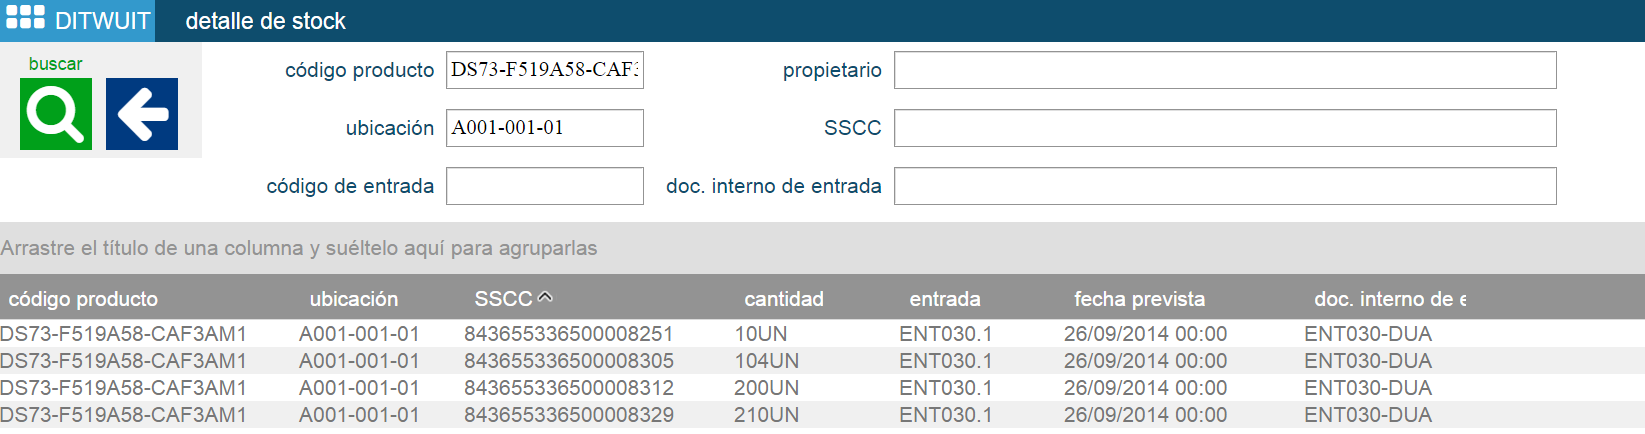 DITWUIT detalle de stock
buscar
código producto DS73-F519A58-CAF3 propietario
ubicación A001-001-01 SSCC
código de entrada doc. interno de entrada
Arrastre el título de una columna y suéltelo aquí para agruparlas
código producto ubicación SSCC cantidad entrada fecha prevista doc. interno de e
DS73-F519A58-CAF3AM1 A001-001-01 843655336500008251 10UN ENT030.1 26/09/2014 00:00 ENT030-DUA
DS73-F519A58-CAF3AM1 A001-001-01 843655336500008305 104UN ENT030.1 26/09/2014 00:00 ENT030-DUA
DS73-F519A58-CAF3AM1 A001-001-01 843655336500008312 200UN ENT030.1 26/09/2014 00:00 ENT030-DUA
DS73-F519A58-CAF3AM1 A001-001-01 843655336500008329 210UN ENT030.1 26/09/2014 00:00 ENT030-DUA